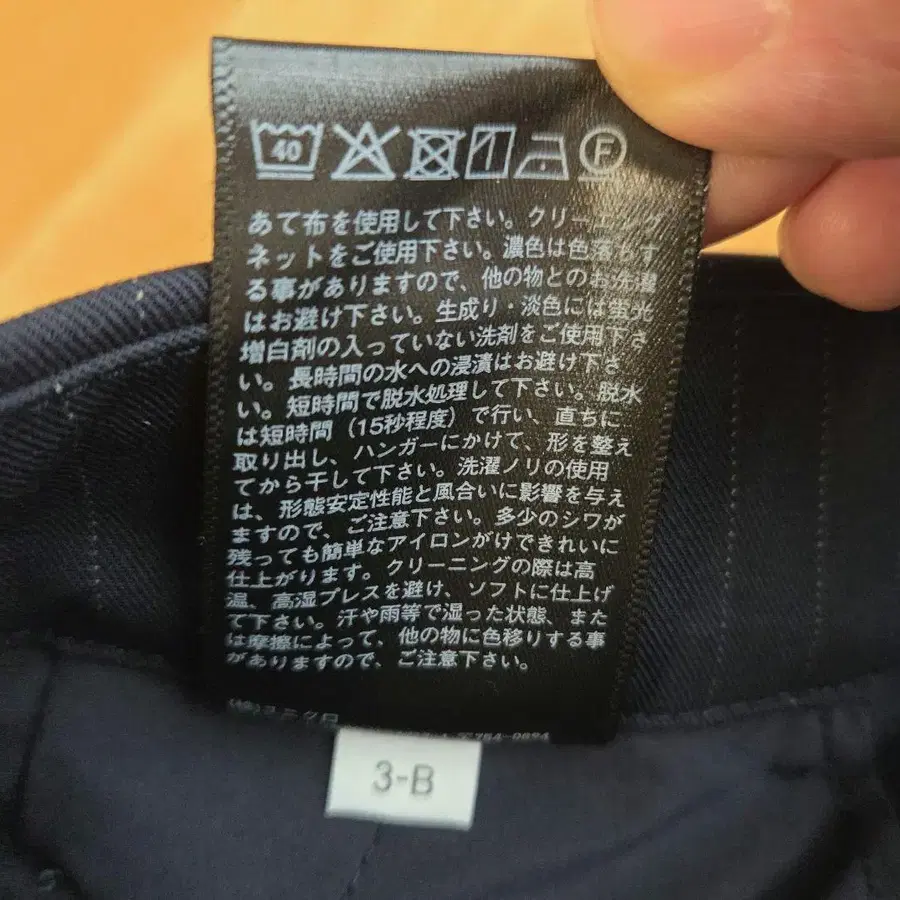 40 F
あて布を使用して下さい。クリーニング
ネットをご使用下さい。濃色は色落ちす
る事がありますので、他の物とのお洗濯
はお避け下さい。生成り・淡色には蛍光
増白剤の入っていない洗剤をご使用下さ
い。長時間の水への浸漬はお避け下さ
い。短時間で脱水処理して下さい。脱水
は短時間（15秒程度）で行い、直ちに
取り出し、ハンガーにかけて、形を整え
てから干して下さい。洗濯ノリの使用
は、形態安定性能と風合いに影響を与え
ますので、ご注意下さい。多少のシワが
残っても簡単なアイロンがけできれいに
仕上がります。クリーニングの際は高
温、高湿プレスを避け、ソフトに仕上げ
て下さい。汗や雨等で湿った状態、また
は摩擦によって、他の物に色移りする事
がありますので、ご注意下さい。
(株)ユニクロ
〒754-0894
3-B